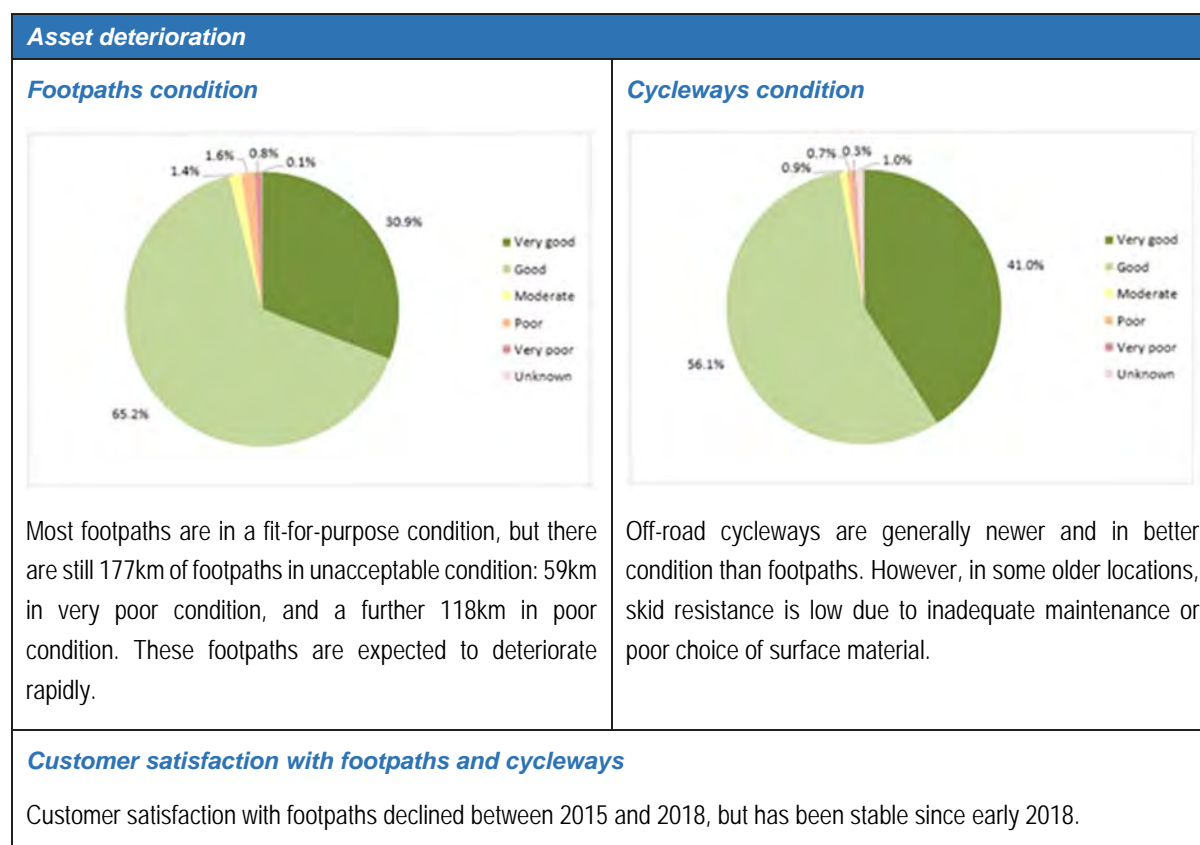 Asset deterioration
Footpaths condition
1.4%
1.6%
0.8%
0.1%
30.9%
65.2%
Very good
Good
Moderate
Poor
Very poor
Unknown
Most footpaths are in a fit-for-purpose condition, but there
are still 177km of footpaths in unacceptable condition: 59km
in very poor condition, and a further 118km in poor
condition. These footpaths are expected to deteriorate
rapidly.
Cycleways condition
0.9%
0.7%
0.3%
1.0%
41.0%
56.1%
Very good
Good
Moderate
Poor
Very poor
Unknown
Off-road cycleways are generally newer and in better
condition than footpaths. However, in some older locations,
skid resistance is low due to inadequate maintenance or
poor choice of surface material.
Customer satisfaction with footpaths and cycleways
Customer satisfaction with footpaths declined between 2015 and 2018, but has been stable since early 2018.